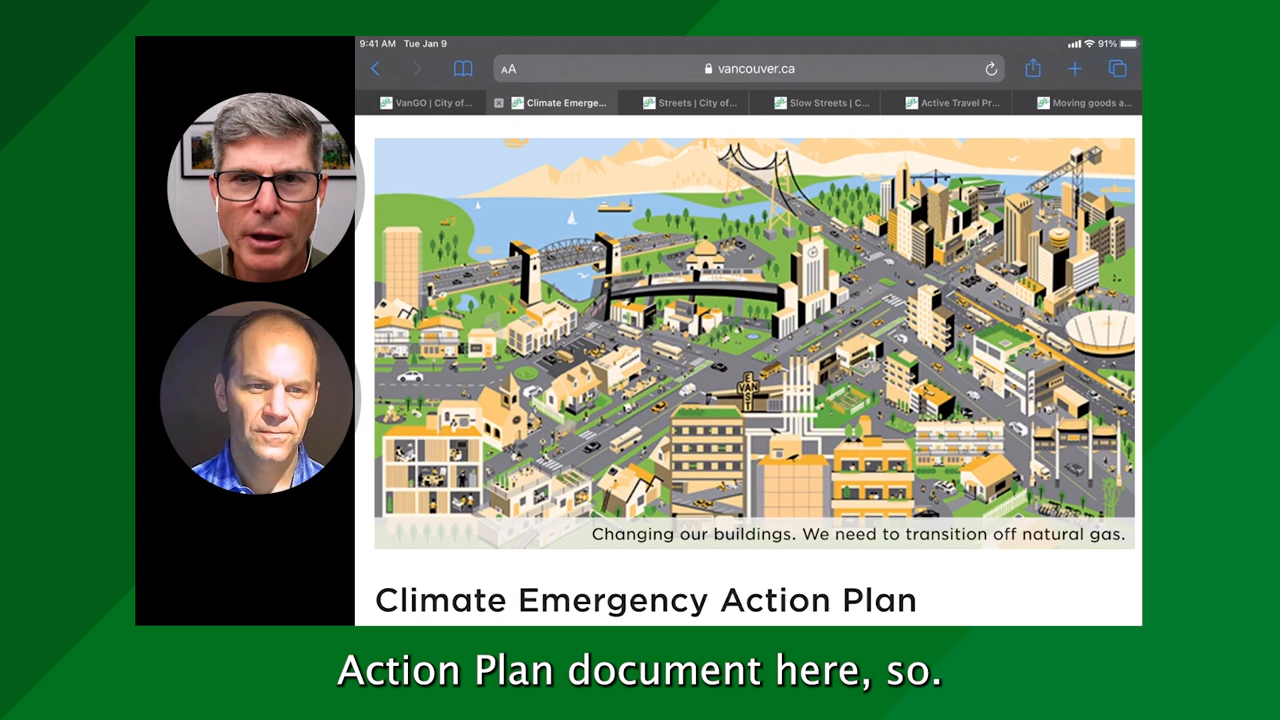 9:41 AM Tue Jan 9
91%
AA vancouver.ca
VanGO | City of...
Climate Emerge...
Streets | City of...
Slow Streets | C...
Active Travel Pr...
Moving goods a...
EAST
VAN
Changing our buildings. We need to transition off natural gas.
Climate Emergency Action Plan
Action Plan document here, so.